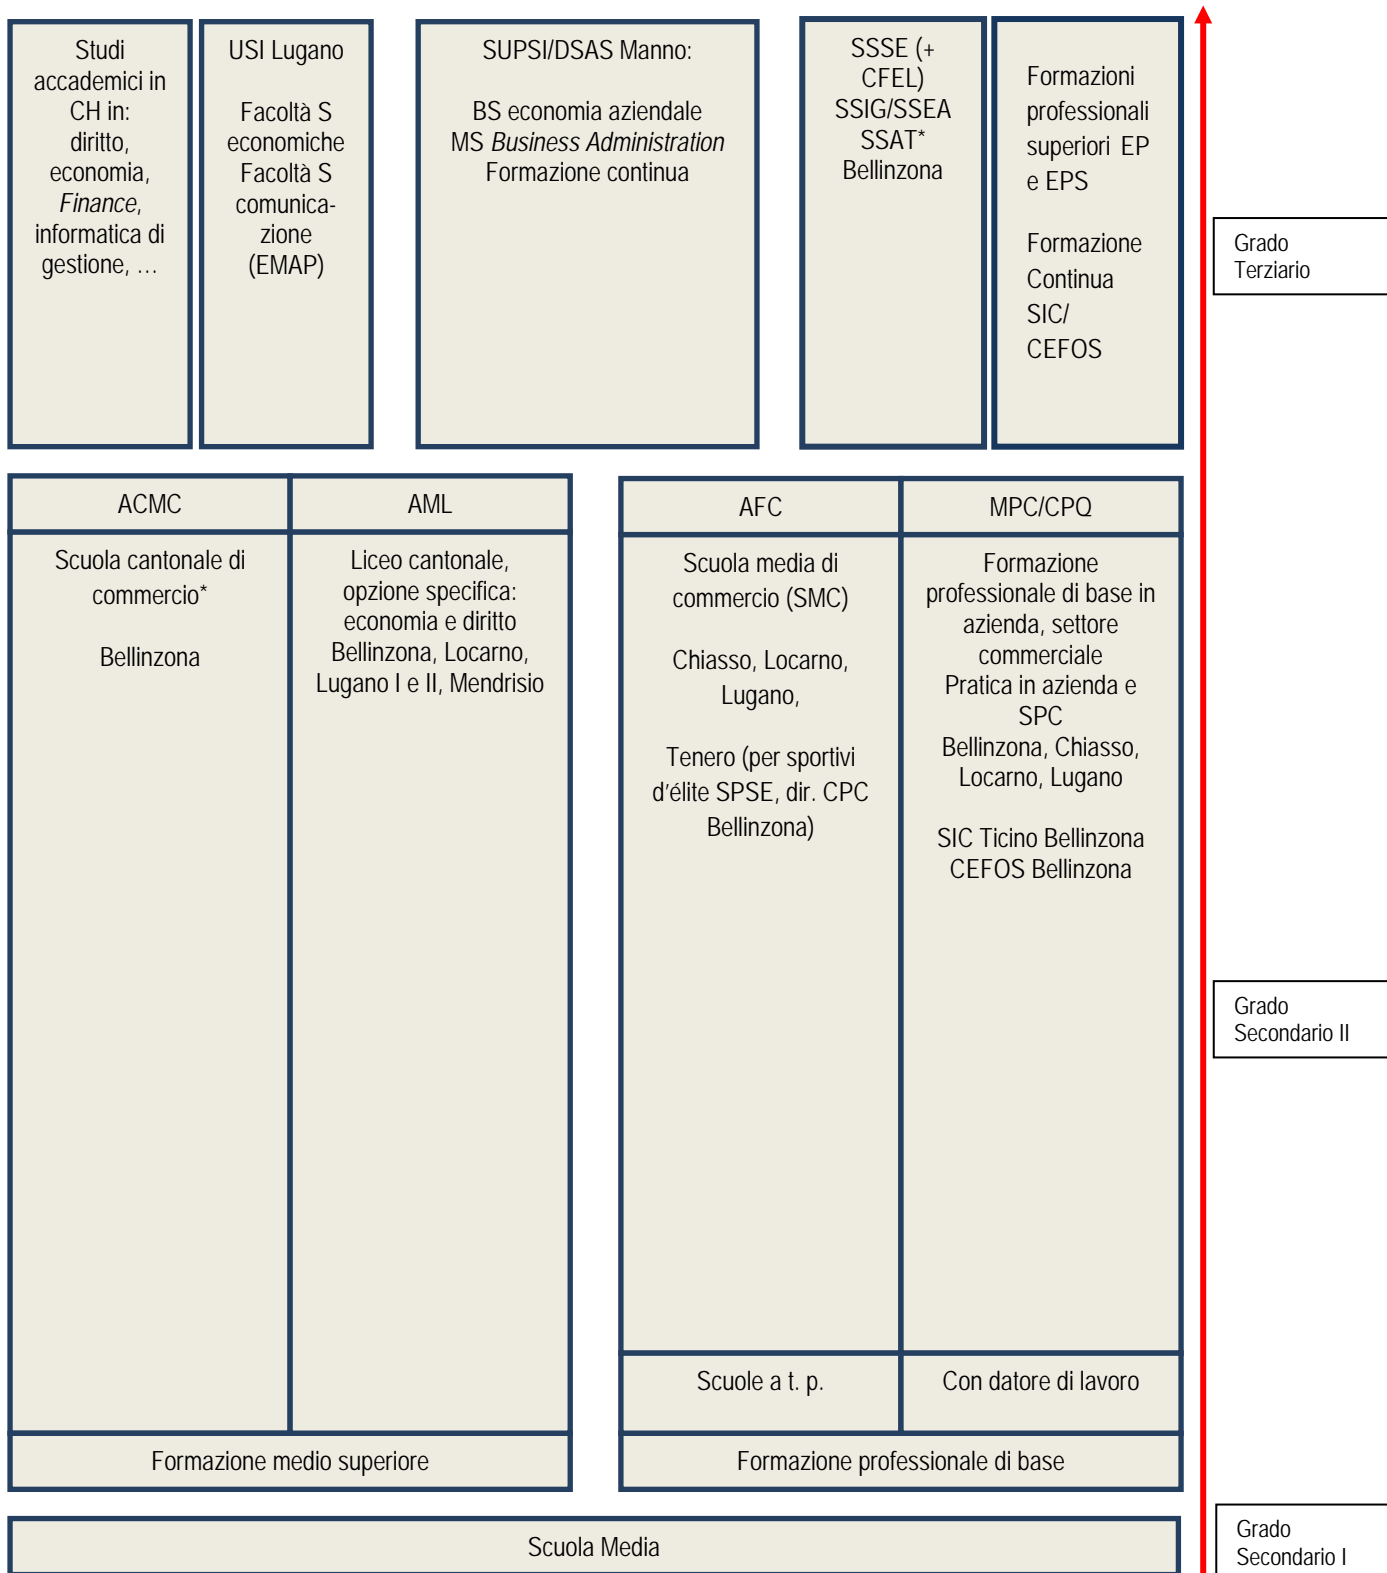 Studi
accademici in
CH in:
diritto,
economia,
Finance,
informatica di
gestione, …
USI Lugano
Facoltà S
economiche
Facoltà S
comunica-
zione
(EMAP)
SUPSI/DSAS Manno:
BS economia aziendale
MS Business Administration
Formazione continua
SSSE (+
CFEL)
SSIG/SSEA
SSAT*
Bellinzona
Formazioni
professionali
superiori EP
e EPS
Formazione
Continua
SIC/
CEFOS
Grado
Terziario
ACMC
Scuola cantonale di
commercio*
Bellinzona
AML
Liceo cantonale,
opzione specifica:
economia e diritto
Bellinzona, Locarno,
Lugano I e II, Mendrisio
AFC
Scuola media di
commercio (SMC)
Chiasso, Locarno,
Lugano,
Tenero (per sportivi
d'élite SPSE, dir. CPC
Bellinzona)
MPC/CPQ
Formazione
professionale di base in
azienda, settore
commerciale
Pratica in azienda e
SPC
Bellinzona, Chiasso,
Locarno, Lugano
SIC Ticino Bellinzona
CEFOS Bellinzona
Grado
Secondario II
Scuole a t. p.
Con datore di lavoro
Formazione medio superiore
Formazione professionale di base
Scuola Media
Grado
Secondario I